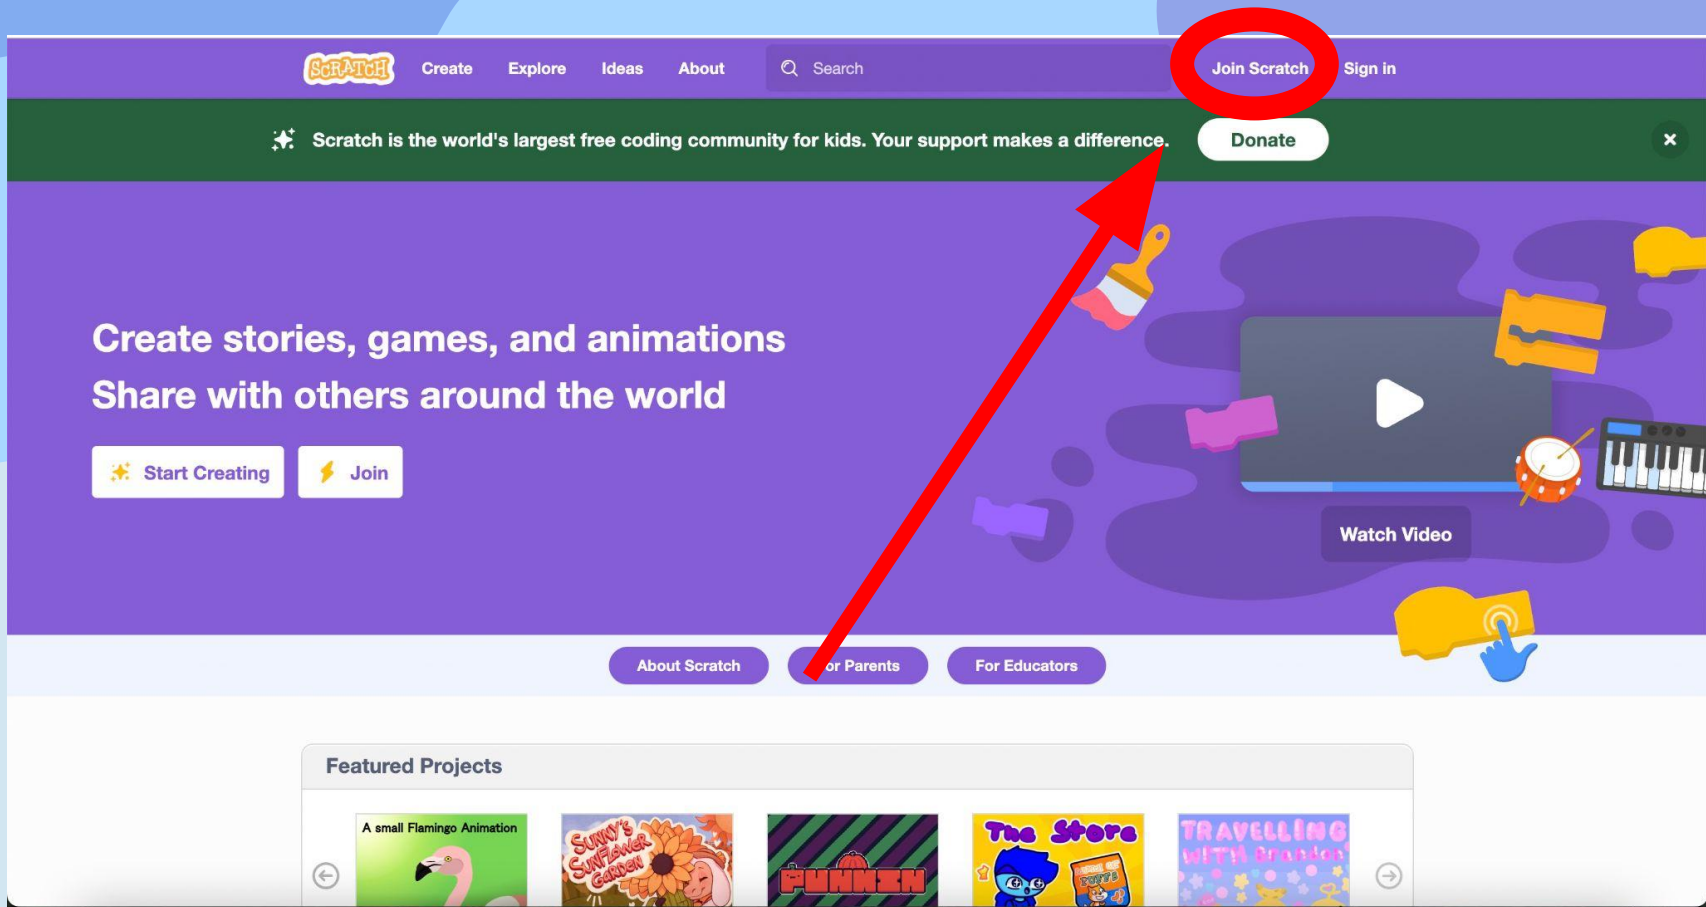 SCRATCH Create Explore Ideas About Search Join Scratch Sign in
Scratch is the world's largest free coding community for kids. Your support makes a difference. Donate
Create stories, games, and animations
Share with others around the world
Start Creating Join
Watch Video
About Scratch or Parents For Educators
Featured Projects
A small Flamingo Animation
SUNNY'S
SUNFLOWER
GARDEN
PUNKIN
The Store
TRAVELLING
WITH Brandon